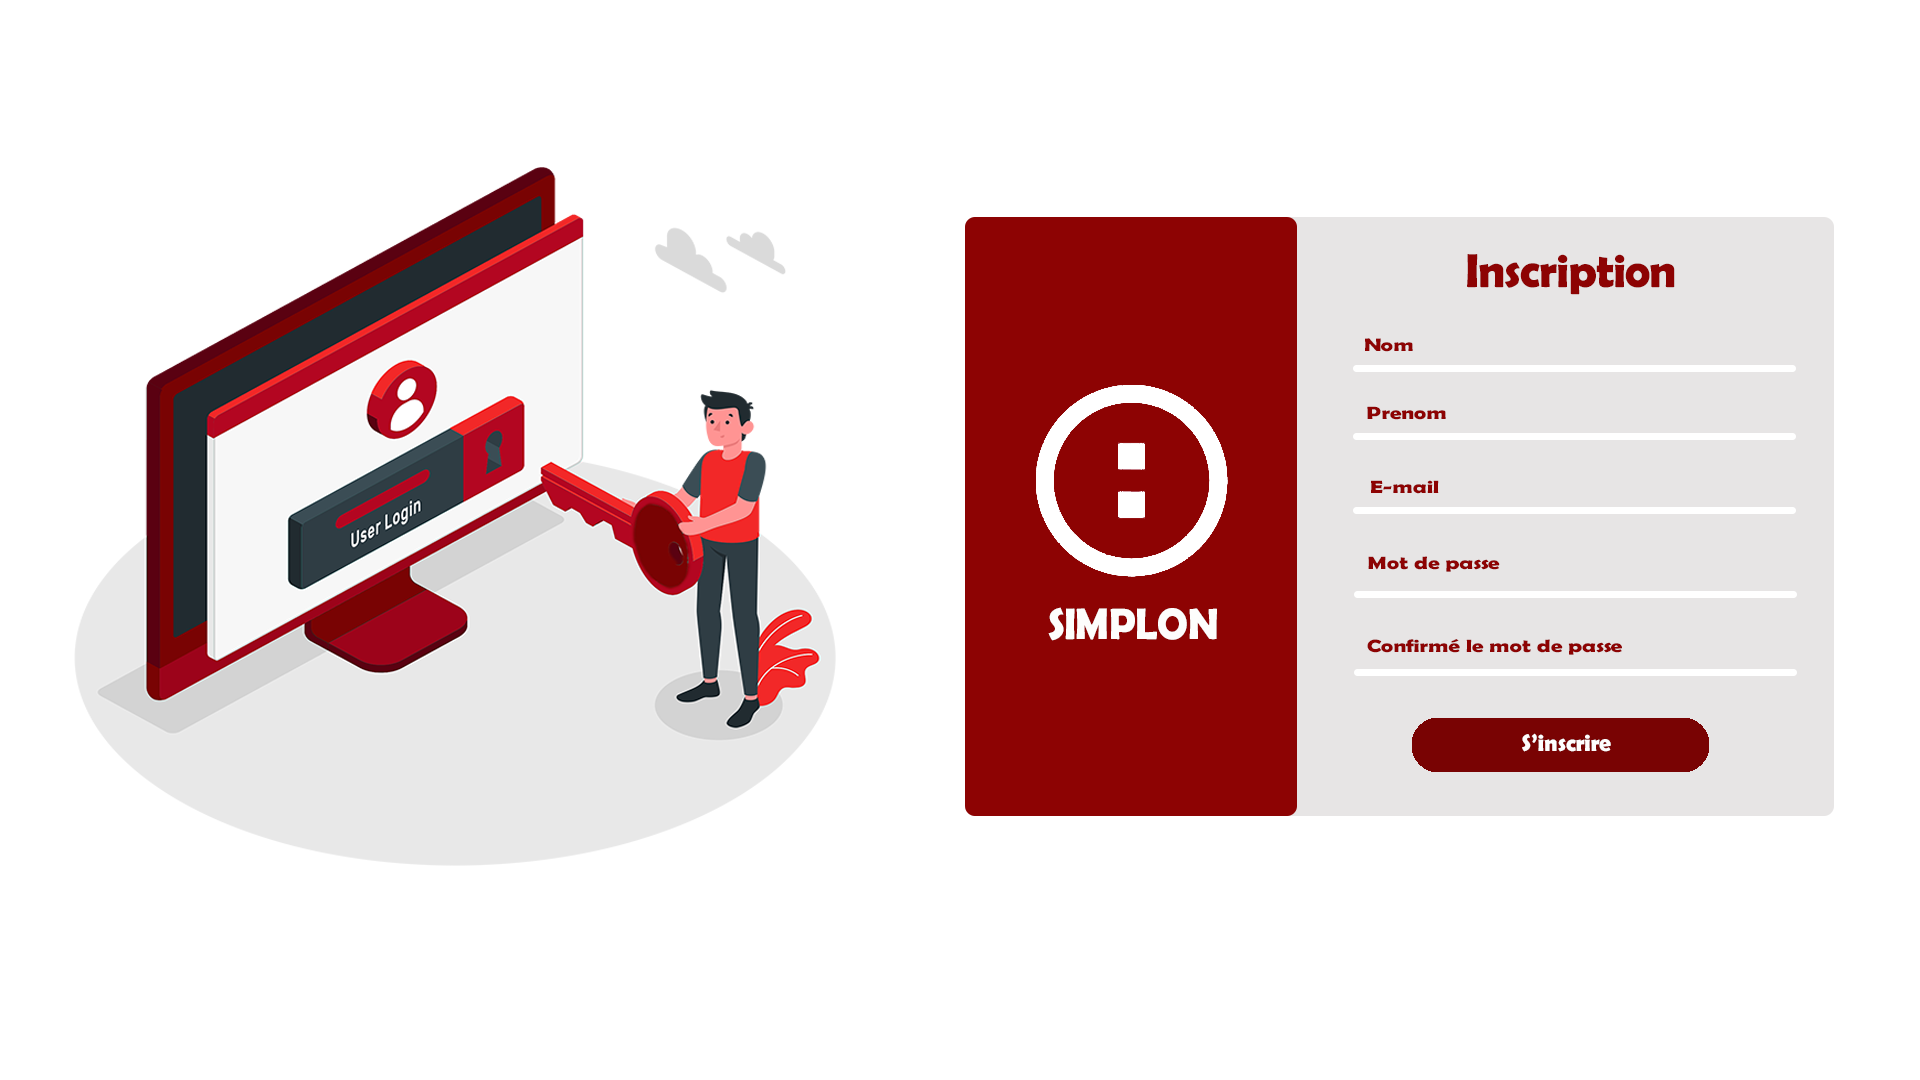 User Login
SIMPLON
Inscription
Nom
Prenom
E-mail
Mot de passe
Confirmé le mot de passe
S'inscrire